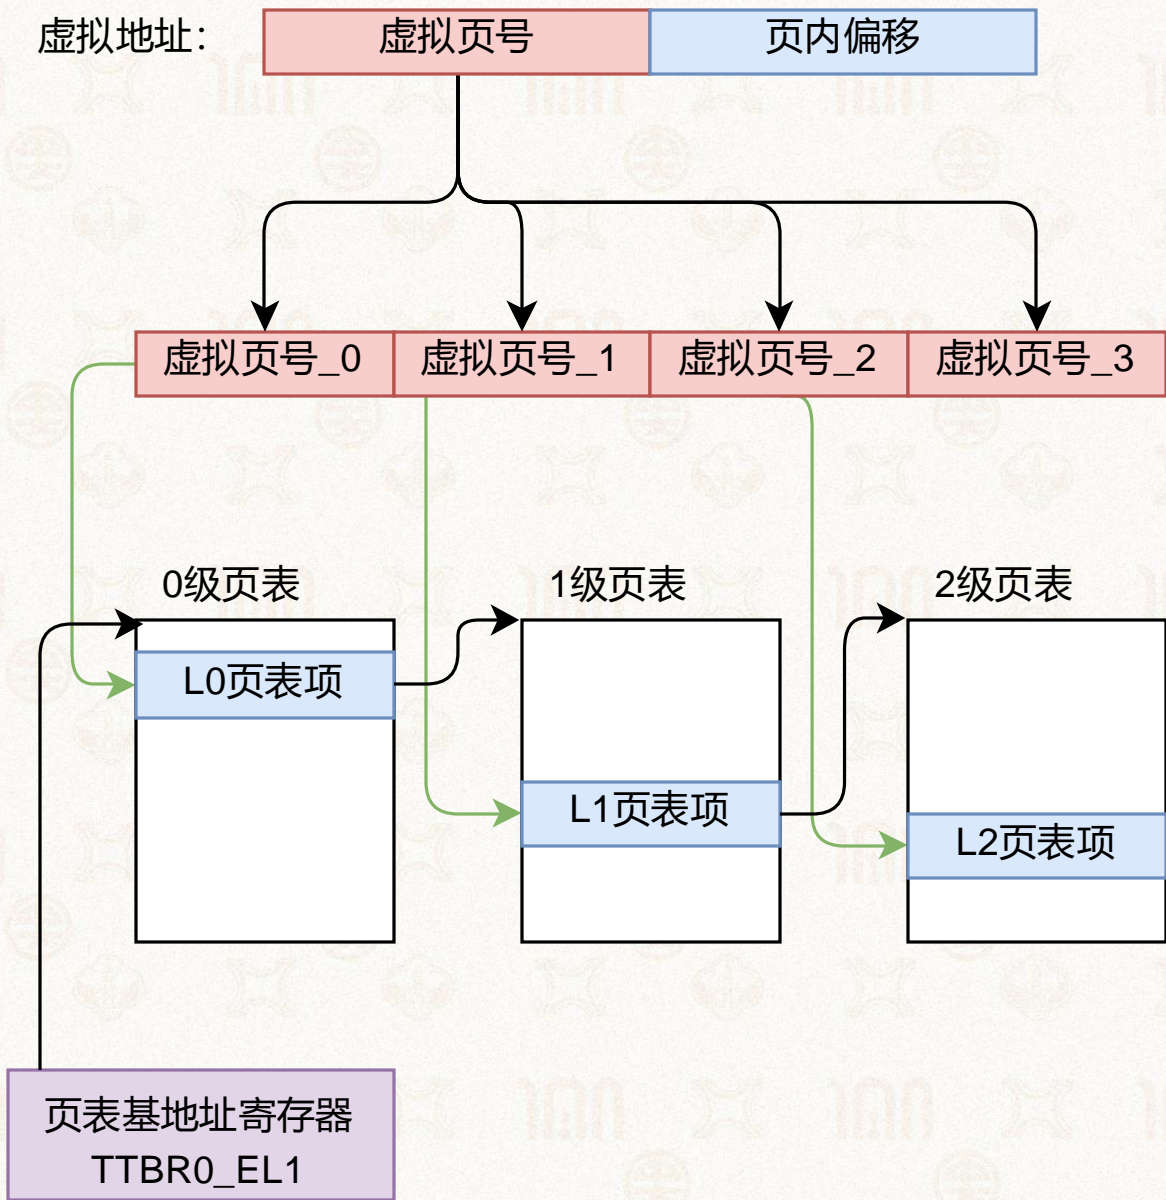 虚拟地址：
虚拟页号
页内偏移
虚拟页号_0
虚拟页号_1
虚拟页号_2
虚拟页号_3
0级页表
1级页表
2级页表
L0页表项
L1页表项
L2页表项
页表基地址寄存器
TTBR0_EL1